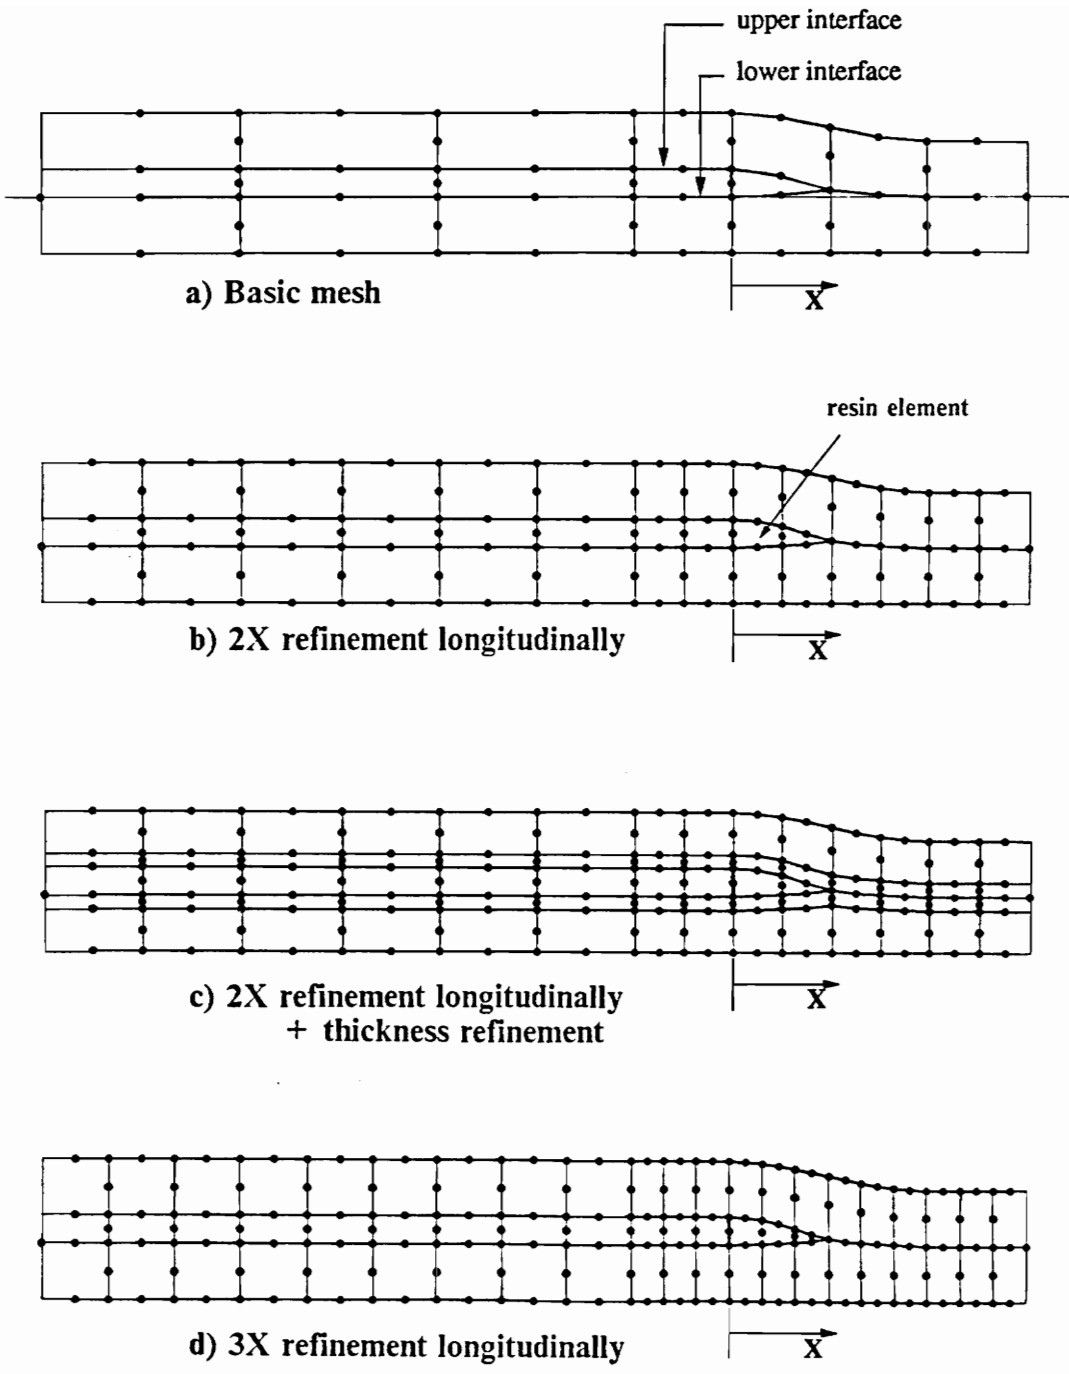 upper interface
lower interface
X
a) Basic mesh
resin element
X
b) 2X refinement longitudinally
X
c) 2X refinement longitudinally
+ thickness refinement
X
d) 3X refinement longitudinally